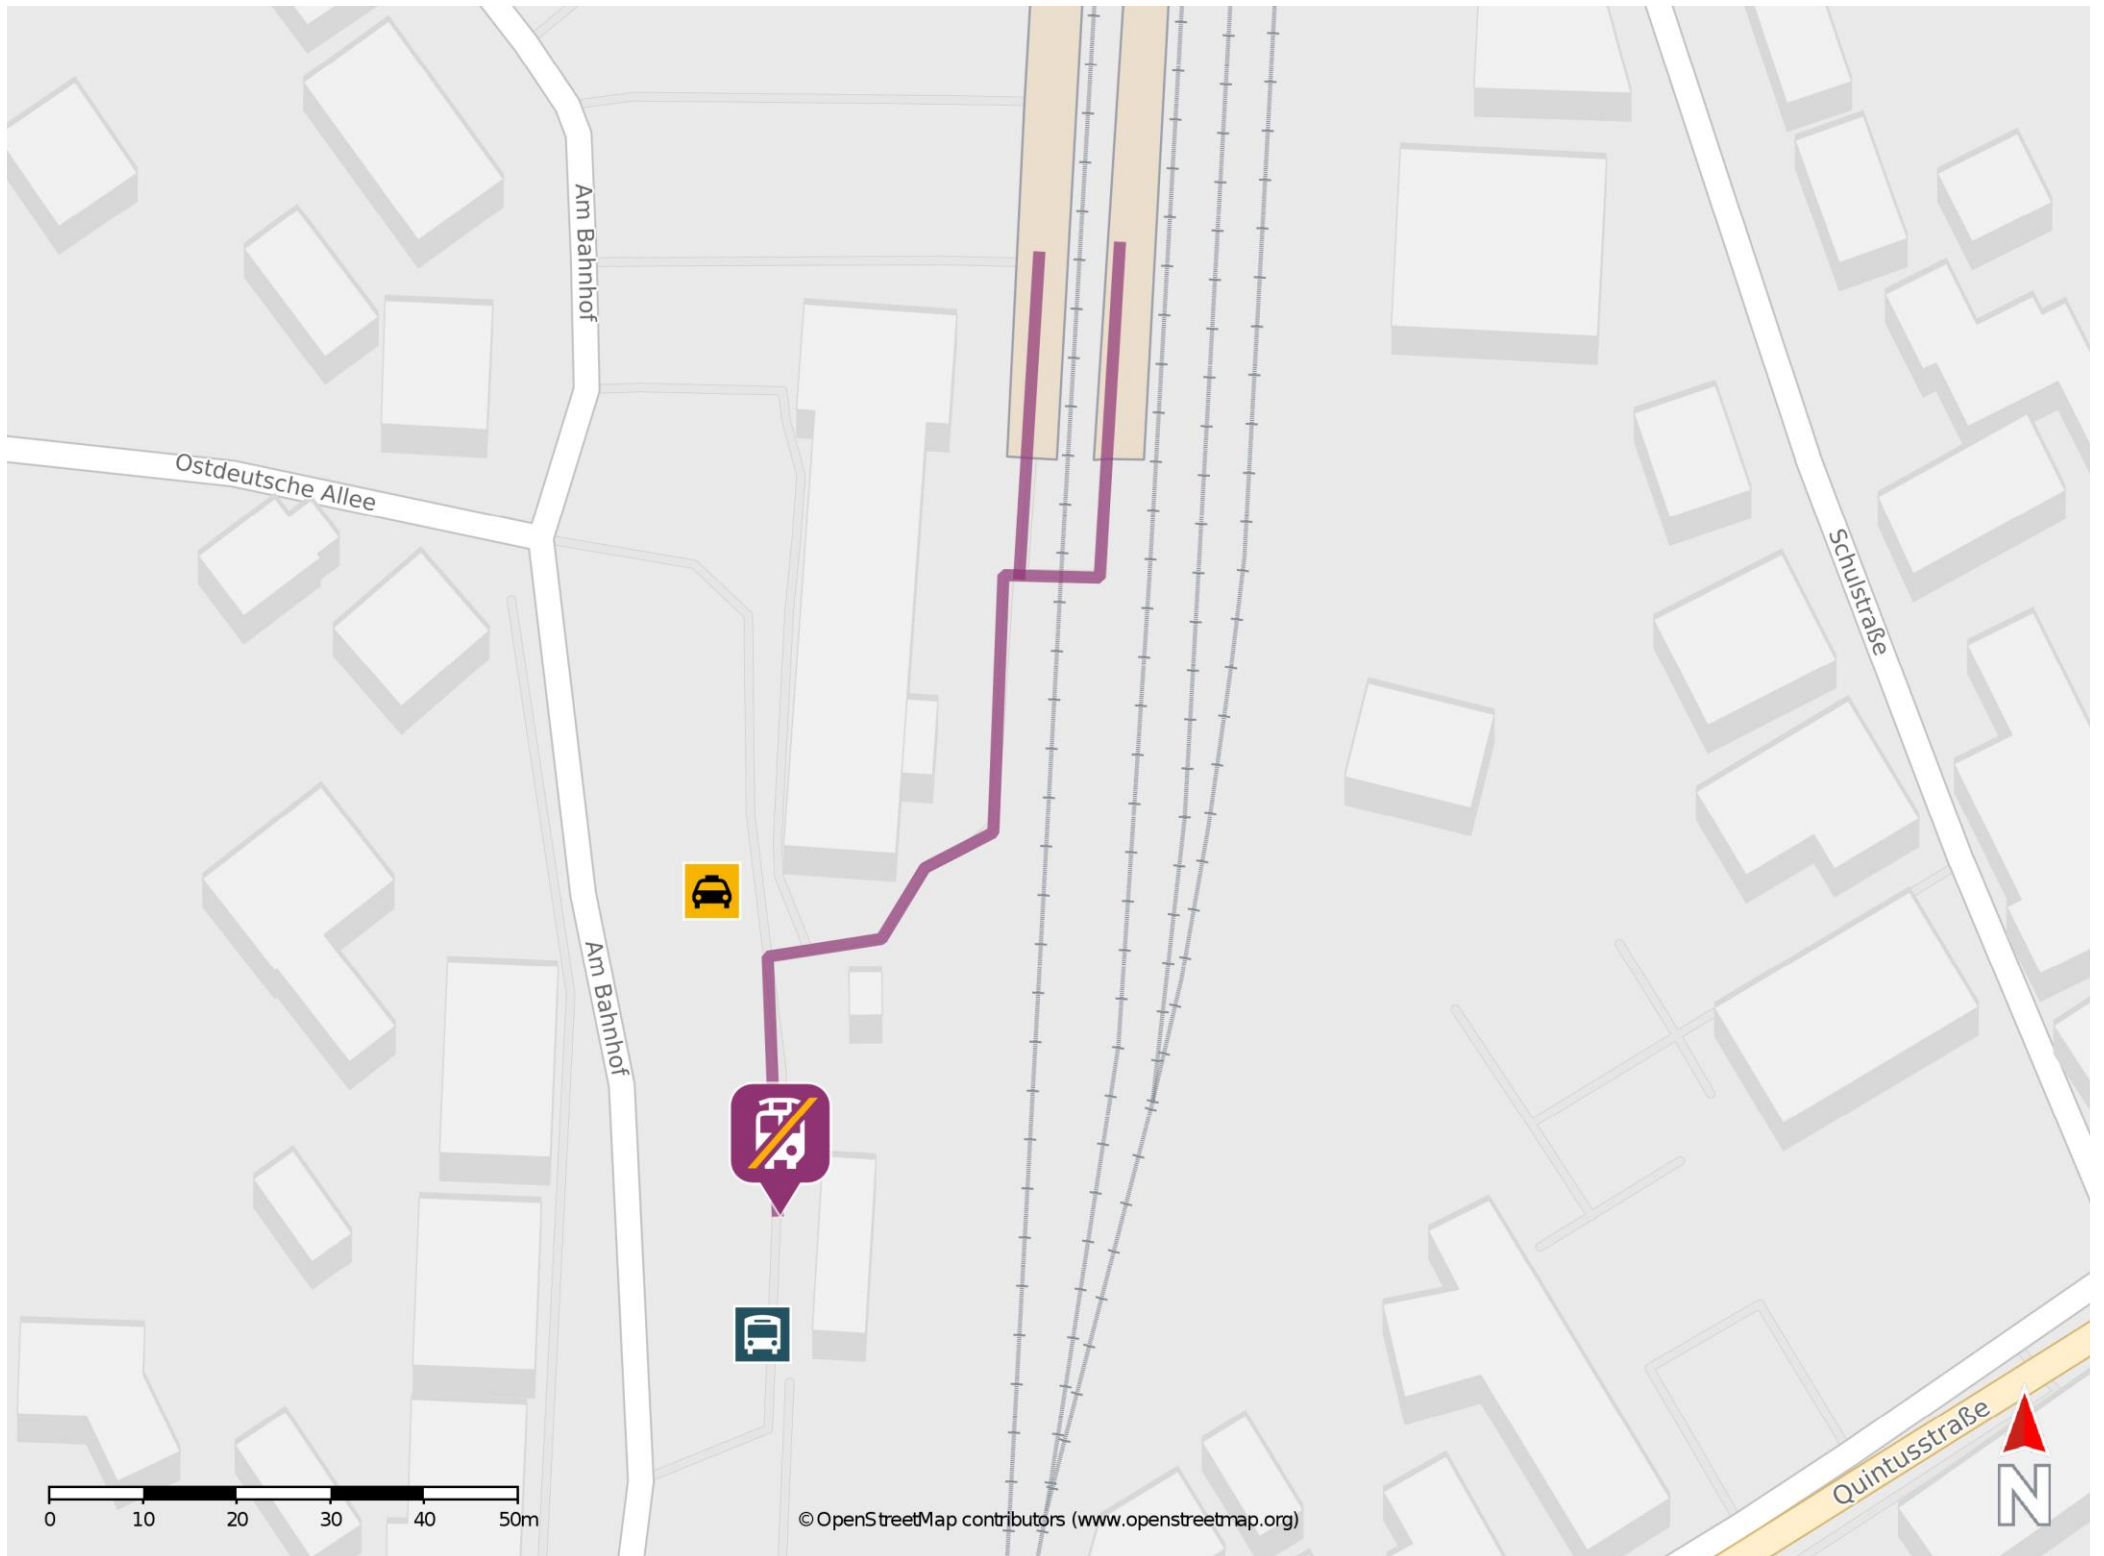 Am Bahnhof
Ostdeutsche Allee
Schulstraße
Am Bahnhof
Quintusstraße
N
0 10 20 30 40 50m
© OpenStreetMap contributors (www.openstreetmap.org)